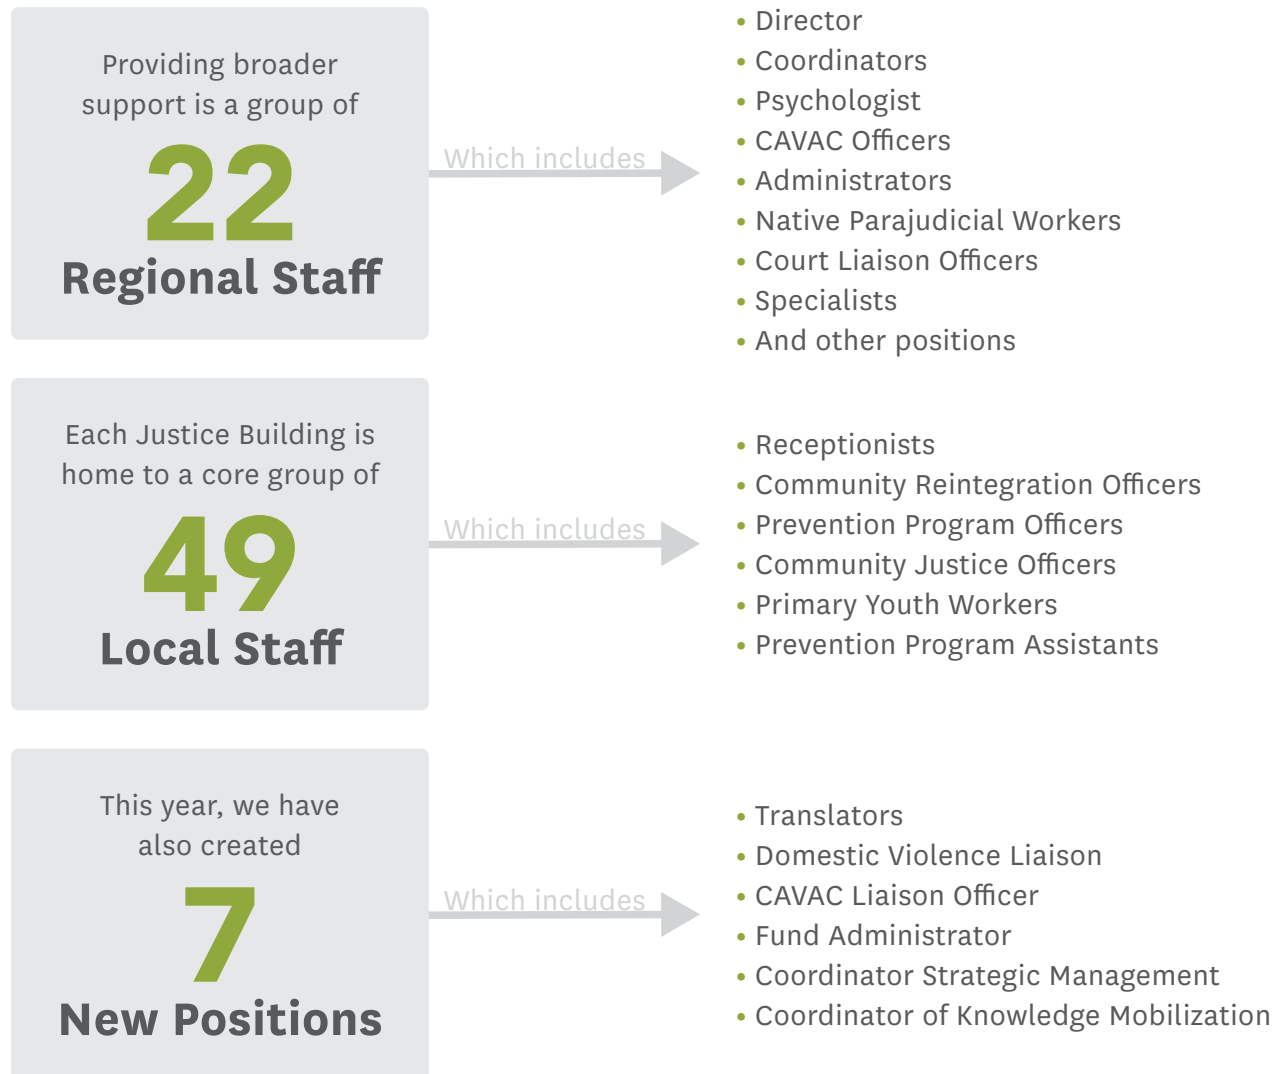 Providing broader
support is a group of
22
Regional Staff
Which includes
• Director
• Coordinators
• Psychologist
• CAVAC Officers
• Administrators
• Native Parajudicial Workers
• Court Liaison Officers
• Specialists
• And other positions
Each Justice Building is
home to a core group of
49
Local Staff
Which includes
• Receptionists
• Community Reintegration Officers
• Prevention Program Officers
• Community Justice Officers
• Primary Youth Workers
• Prevention Program Assistants
This year, we have
also created
7
New Positions
Which includes
• Translators
• Domestic Violence Liaison
• CAVAC Liaison Officer
• Fund Administrator
• Coordinator Strategic Management
• Coordinator of Knowledge Mobilization